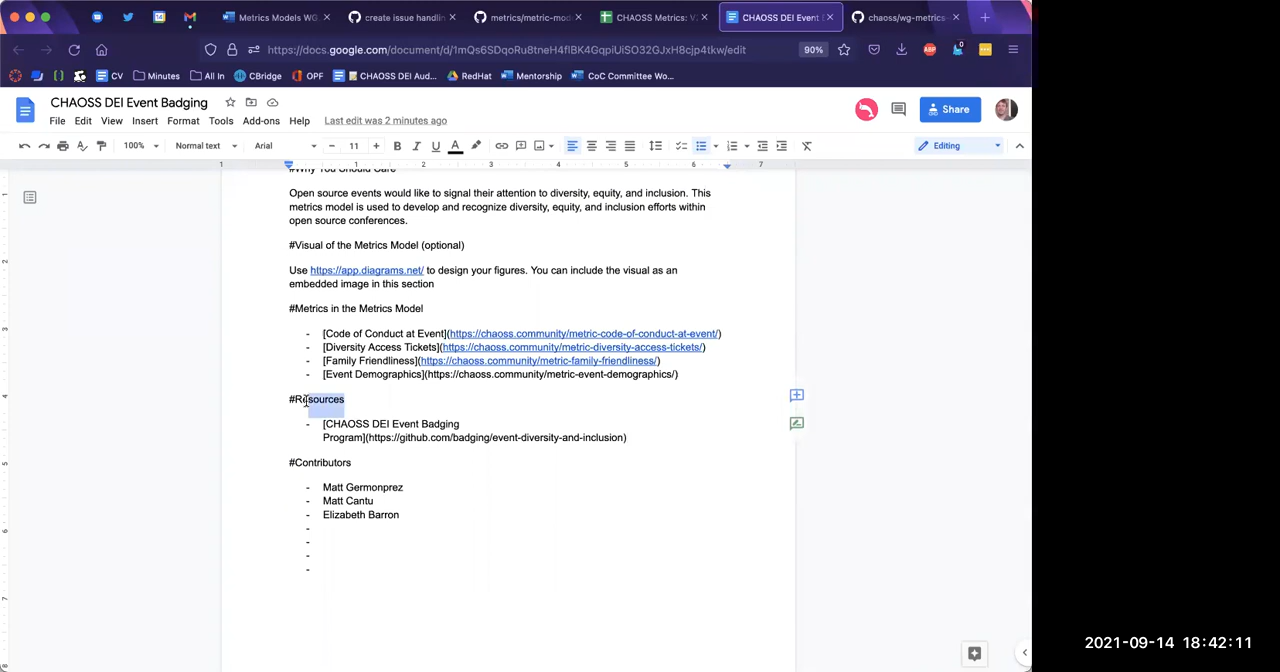 Metrics Models WG
create issue handlin
metrics/metric-mod
CHAOSS Metrics: V
CHAOSS DEI Event
chaoss/wg-metrics
https://docs.google.com/document/d/1mQs6SDqoRu8tneH4flBK4GqpiUiSO32GJxH8cjp4tkw/edit
90%
CV
Minutes
All In
CBridge
OPF
CHAOSS DEI Aud...
RedHat
Mentorship
CoC Committee Wo...
CHAOSS DEI Event Badging
File Edit View Insert Format Tools Add-ons Help Last edit was 2 minutes ago
Share
100% Normal text Arial 11 Editing
#Why You Should Care
Open source events would like to signal their attention to diversity, equity, and inclusion. This
metrics model is used to develop and recognize diversity, equity, and inclusion efforts within
open source conferences.
#Visual of the Metrics Model (optional)
Use https://app.diagrams.net/ to design your figures. You can include the visual as an
embedded image in this section
#Metrics in the Metrics Model
- [Code of Conduct at Event](https://chaoss.community/metric-code-of-conduct-at-event/)
- [Diversity Access Tickets](https://chaoss.community/metric-diversity-access-tickets/)
- [Family Friendliness](https://chaoss.community/metric-family-friendliness/)
- [Event Demographics](https://chaoss.community/metric-event-demographics/)
#Resources
- [CHAOSS DEI Event Badging
Program](https://github.com/badging/event-diversity-and-inclusion)
#Contributors
- Matt Germonprez
- Matt Cantu
- Elizabeth Barron
-
-
-
-
2021-09-14 18:42:11